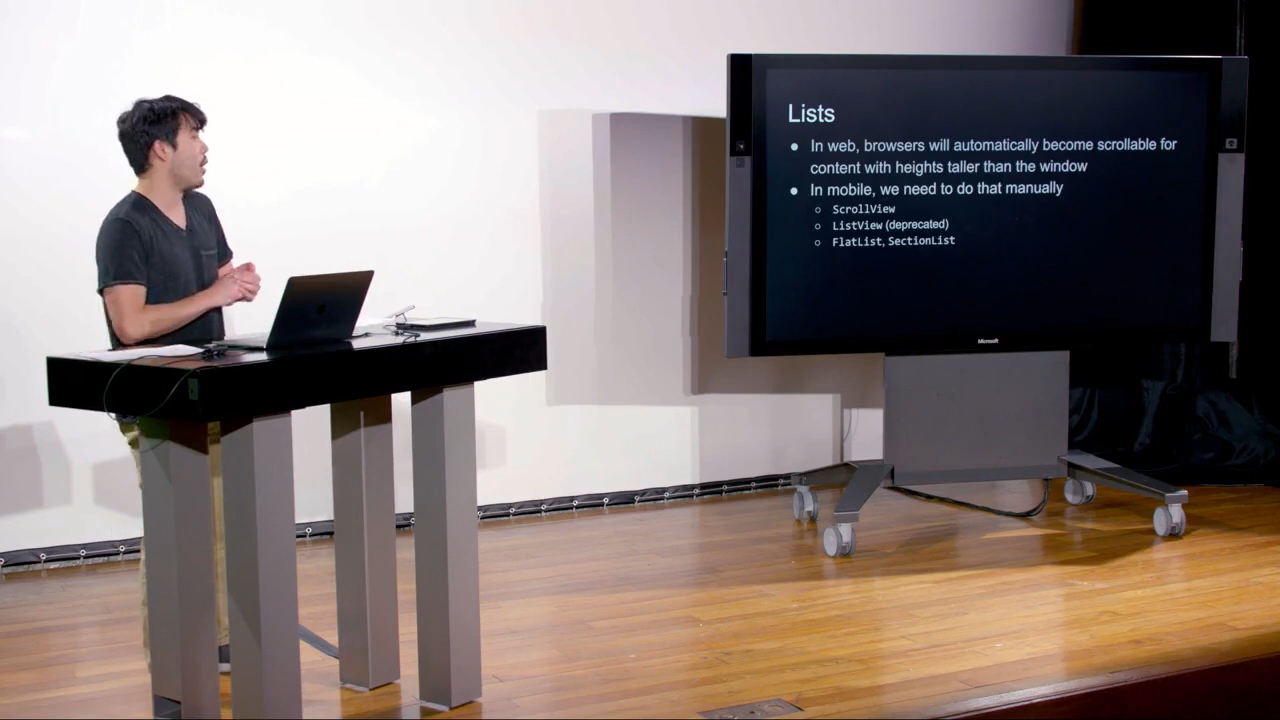 Lists
● In web, browsers will automatically become scrollable for
content with heights taller than the window
● In mobile, we need to do that manually
○ ScrollView
○ ListView (deprecated)
○ FlatList, SectionList
Microsoft